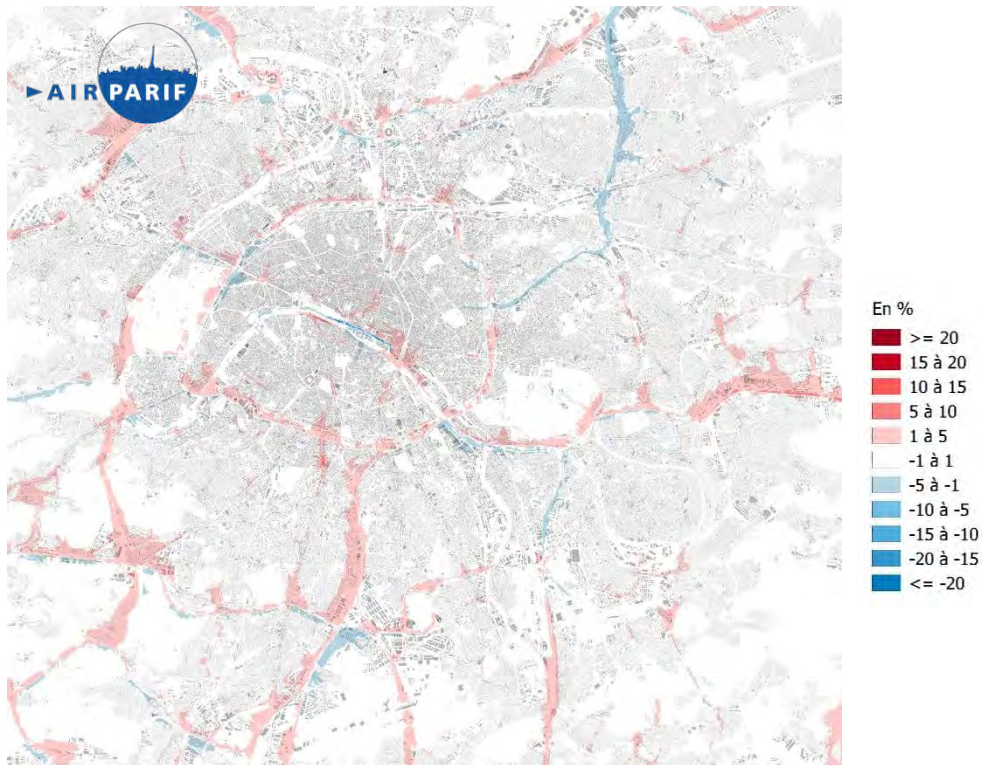 AIRPARIF
En %
>= 20
15 à 20
10 à 15
5 à 10
1 à 5
-1 à 1
-5 à -1
-10 à -5
-15 à -10
-20 à -15
<= -20